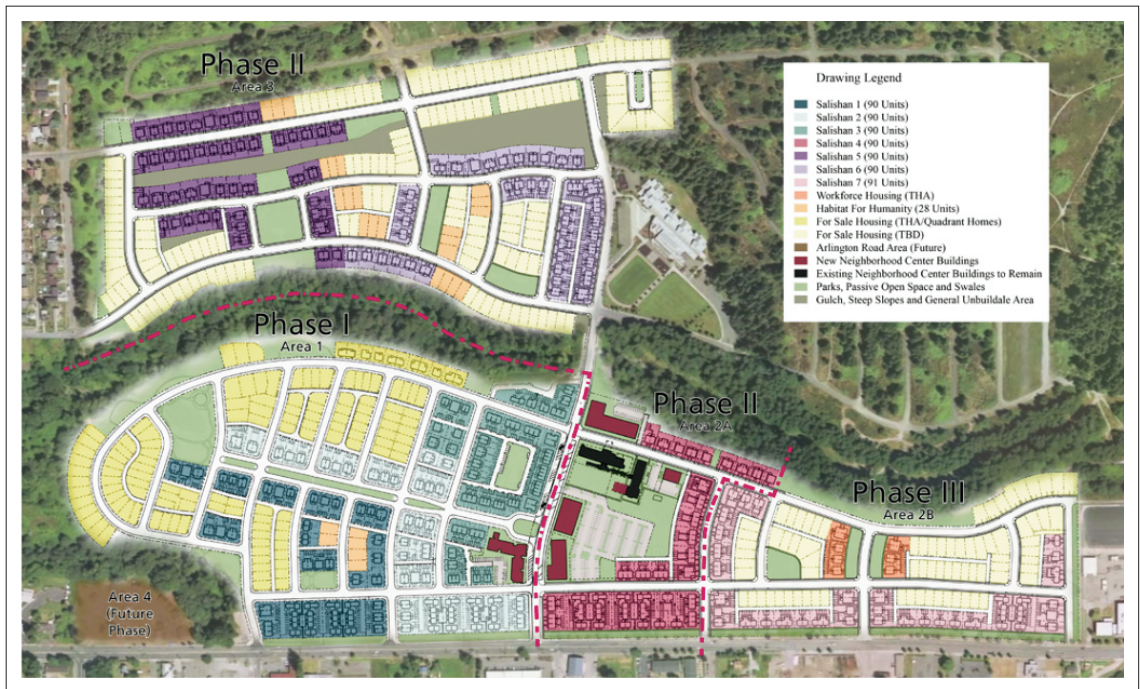 Phase II
Area 3
Drawing Legend
Salishan 1 (90 Units)
Salishan 2 (90 Units)
Salishan 3 (90 Units)
Salishan 4 (90 Units)
Salishan 5 (90 Units)
Salishan 6 (90 Units)
Salishan 7 (91 Units)
Workforce Housing (THA)
Habitat For Humanity (28 Units)
For Sale Housing (THA/Quadrant Homes)
For Sale Housing (TBD)
Arlington Road Area (Future)
New Neighborhood Center Buildings
Existing Neighborhood Center Buildings to Remain
Parks, Passive Open Space and Swales
Gulch, Steep Slopes and General Unbuildale Area
Phase I
Area 1
Phase II
Area 2A
Phase III
Area 2B
Area 4
(Future
Phase)